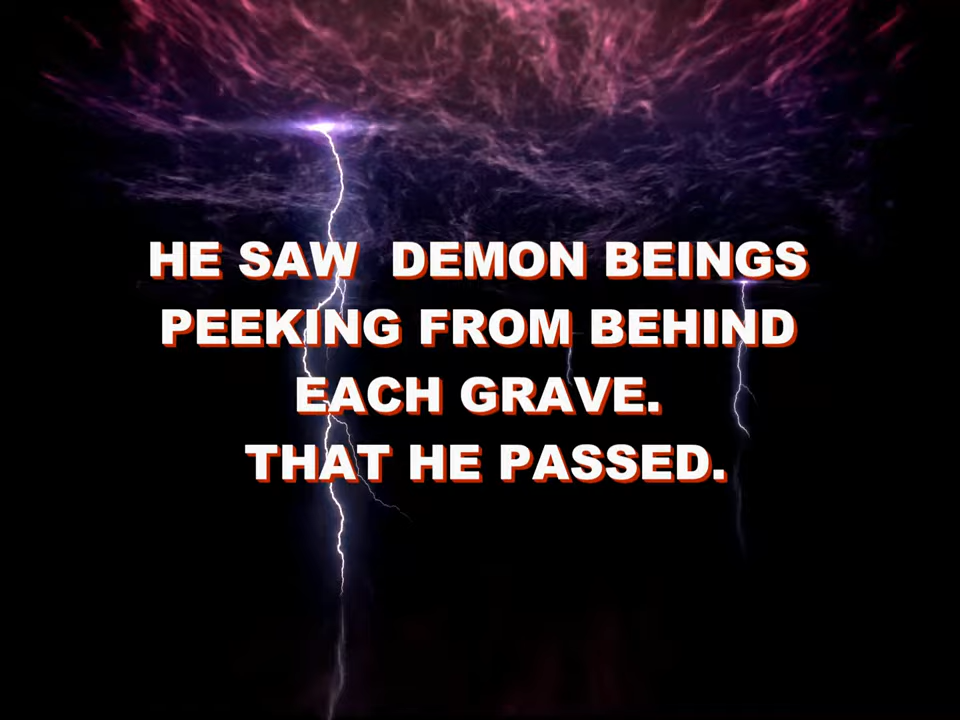 HE SAW  DEMON BEINGS
PEEKING FROM BEHIND
EACH GRAVE.
THAT HE PASSED.